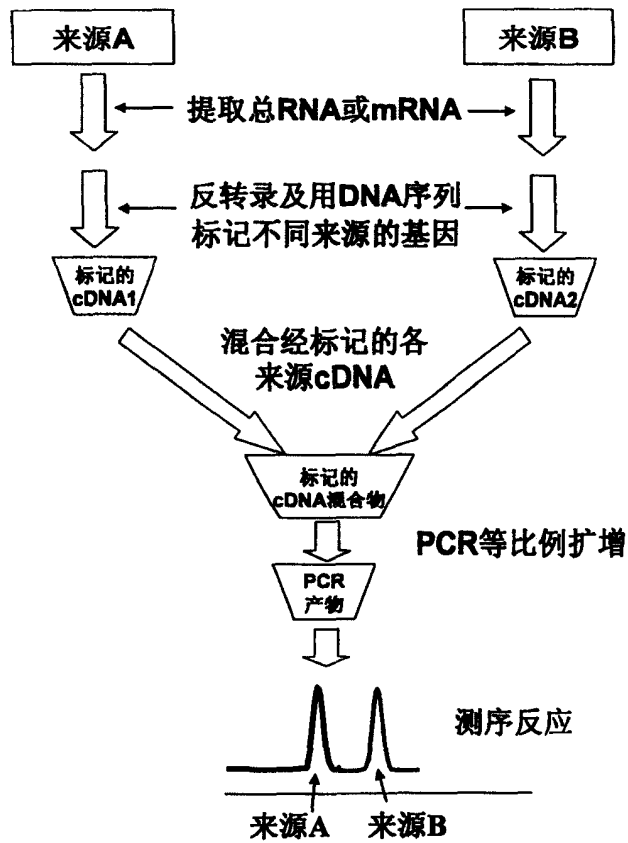 来源A
来源B
提取总RNA或mRNA
反转录及用DNA序列
标记不同来源的基因
标记的
cDNA1
标记的
cDNA2
混合经标记的各
来源cDNA
标记的
cDNA混合物
PCR等比例扩增
PCR
产物
测序反应
来源A
来源B